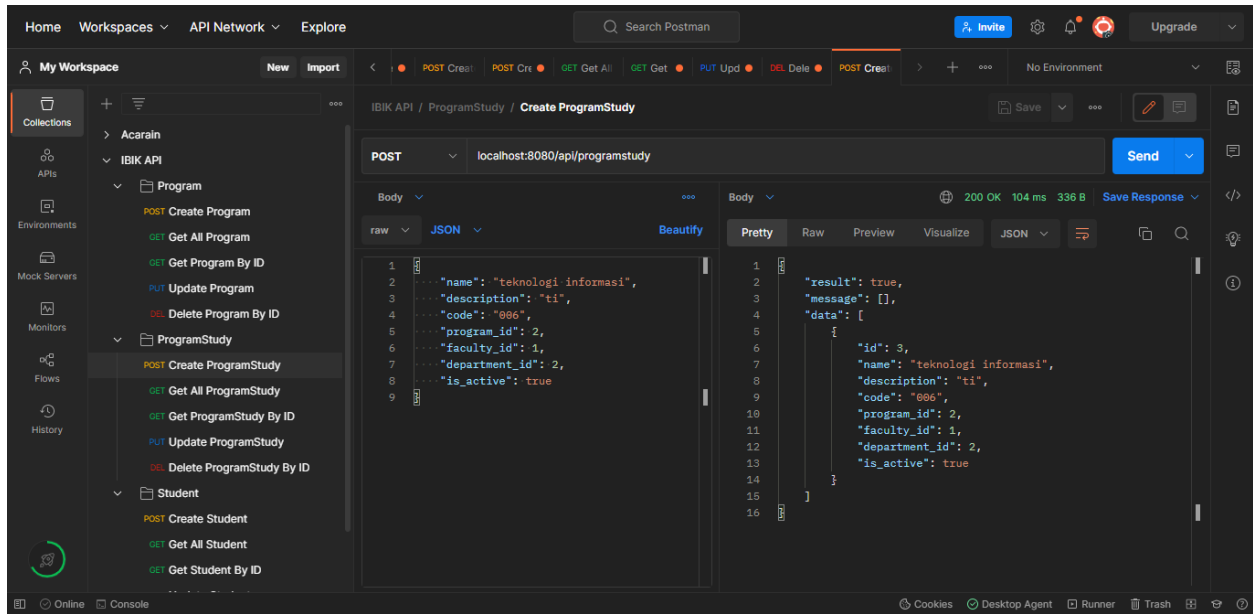 Home Workspaces API Network Explore Search Postman Invite Upgrade
My Workspace New Import
POST Creat POST Cre GET Get All GET Get PUT Upd DEL Dele POST Creat No Environment
Collections
APIs
Environments
Mock Servers
Monitors
Flows
History
Acarain
IBIK API
Program
POST Create Program
GET Get All Program
GET Get Program By ID
PUT Update Program
DEL Delete Program By ID
ProgramStudy
POST Create ProgramStudy
GET Get All ProgramStudy
GET Get ProgramStudy By ID
PUT Update ProgramStudy
DEL Delete ProgramStudy By ID
Student
POST Create Student
GET Get All Student
GET Get Student By ID
IBIK API / ProgramStudy / Create ProgramStudy Save
POST localhost:8080/api/programstudy Send
Body
raw JSON Beautify
1 {
2 "name": "teknologi informasi",
3 "description": "ti",
4 "code": "006",
5 "program_id": 2,
6 "faculty_id": 1,
7 "department_id": 2,
8 "is_active": true
9 }
Body 200 OK 104 ms 336 B Save Response
Pretty Raw Preview Visualize JSON
1 {
2 "result": true,
3 "message": [],
4 "data": [
5 {
6 "id": 3,
7 "name": "teknologi informasi",
8 "description": "ti",
9 "code": "006",
10 "program_id": 2,
11 "faculty_id": 1,
12 "department_id": 2,
13 "is_active": true
14 }
15 ]
16 }
Online Console Cookies Desktop Agent Runner Trash